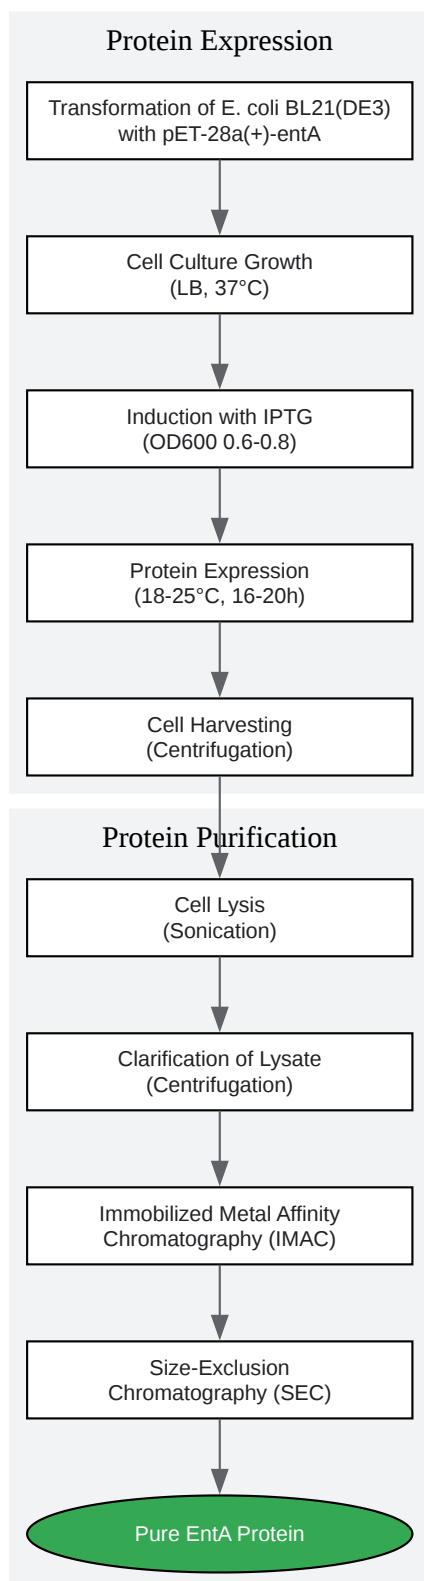 Protein Expression
Transformation of E. coli BL21(DE3)
with pET-28a(+)-entA
Cell Culture Growth
(LB, 37°C)
Induction with IPTG
(OD600 0.6-0.8)
Protein Expression
(18-25°C, 16-20h)
Cell Harvesting
(Centrifugation)
Protein Purification
Cell Lysis
(Sonication)
Clarification of Lysate
(Centrifugation)
Immobilized Metal Affinity
Chromatography (IMAC)
Size-Exclusion
Chromatography (SEC)
Pure EntA Protein